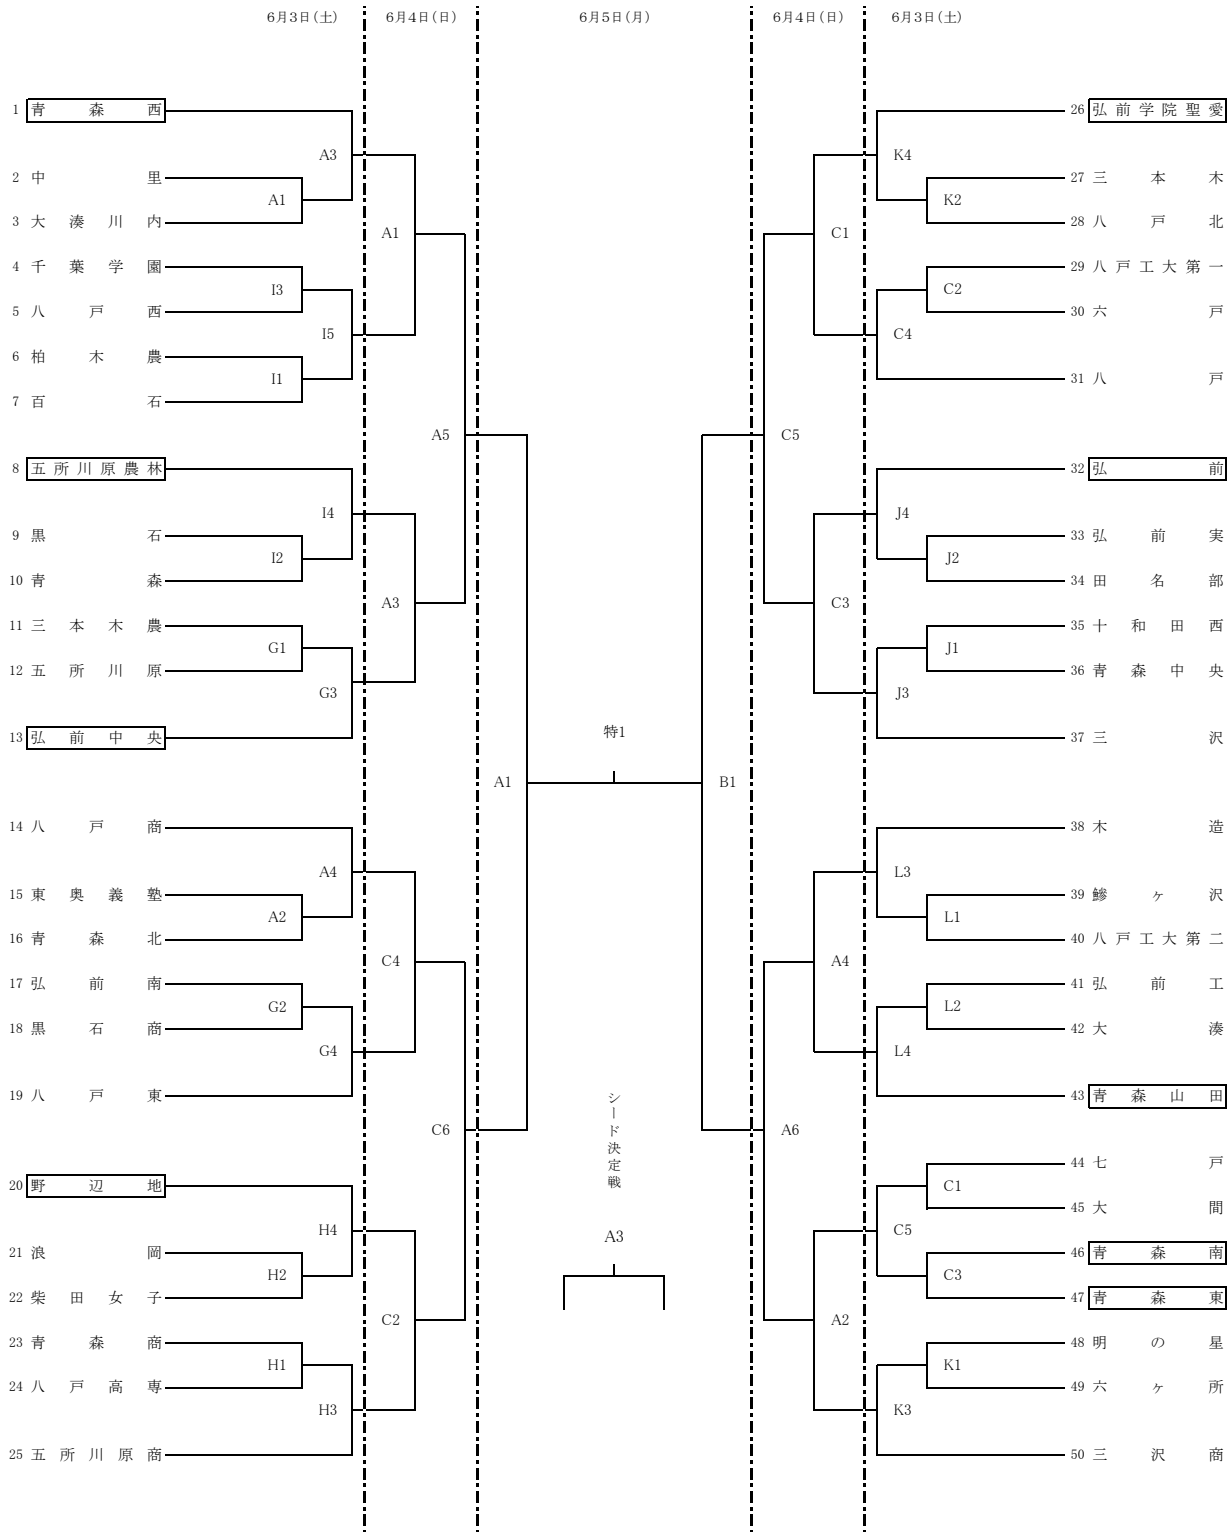 6月3日(土) 6月4日(日) 6月5日(月) 6月4日(日) 6月3日(土)
1 青森西
A3
2 中里
A1
3 大湊川内
A1
4 千葉学園
I3
5 八戸西
I5
6 柏木農
I1
7 百石
A5
8 五所川原農林
I4
9 黒石
I2
10 青森
A3
11 三本木農
G1
12 五所川原
G3
13 弘前中央
A1
14 八戸商
A4
15 東奥義塾
A2
16 青森北
C4
17 弘前南
G2
18 黒石商
G4
19 八戸東
C6
20 野辺地
H4
21 浪岡
H2
22 柴田女子
C2
23 青森商
H1
24 八戸高専
H3
25 五所川原商
特1
シード決定戦
A3
26 弘前学院聖愛
K4
27 三本木
K2
28 八戸北
C1
29 八戸工大第一
C2
30 六戸
C4
31 八戸
C5
32 弘前
J4
33 弘前実
J2
34 田名部
C3
35 十和田西
J1
36 青森中央
J3
37 三沢
B1
38 木造
L3
39 鰺ヶ沢
L1
40 八戸工大第二
A4
41 弘前工
L2
42 大湊
L4
43 青森山田
A6
44 七戸
C1
45 大間
C5
46 青森南
C3
47 青森東
A2
48 明の星
K1
49 六ヶ所
K3
50 三沢商